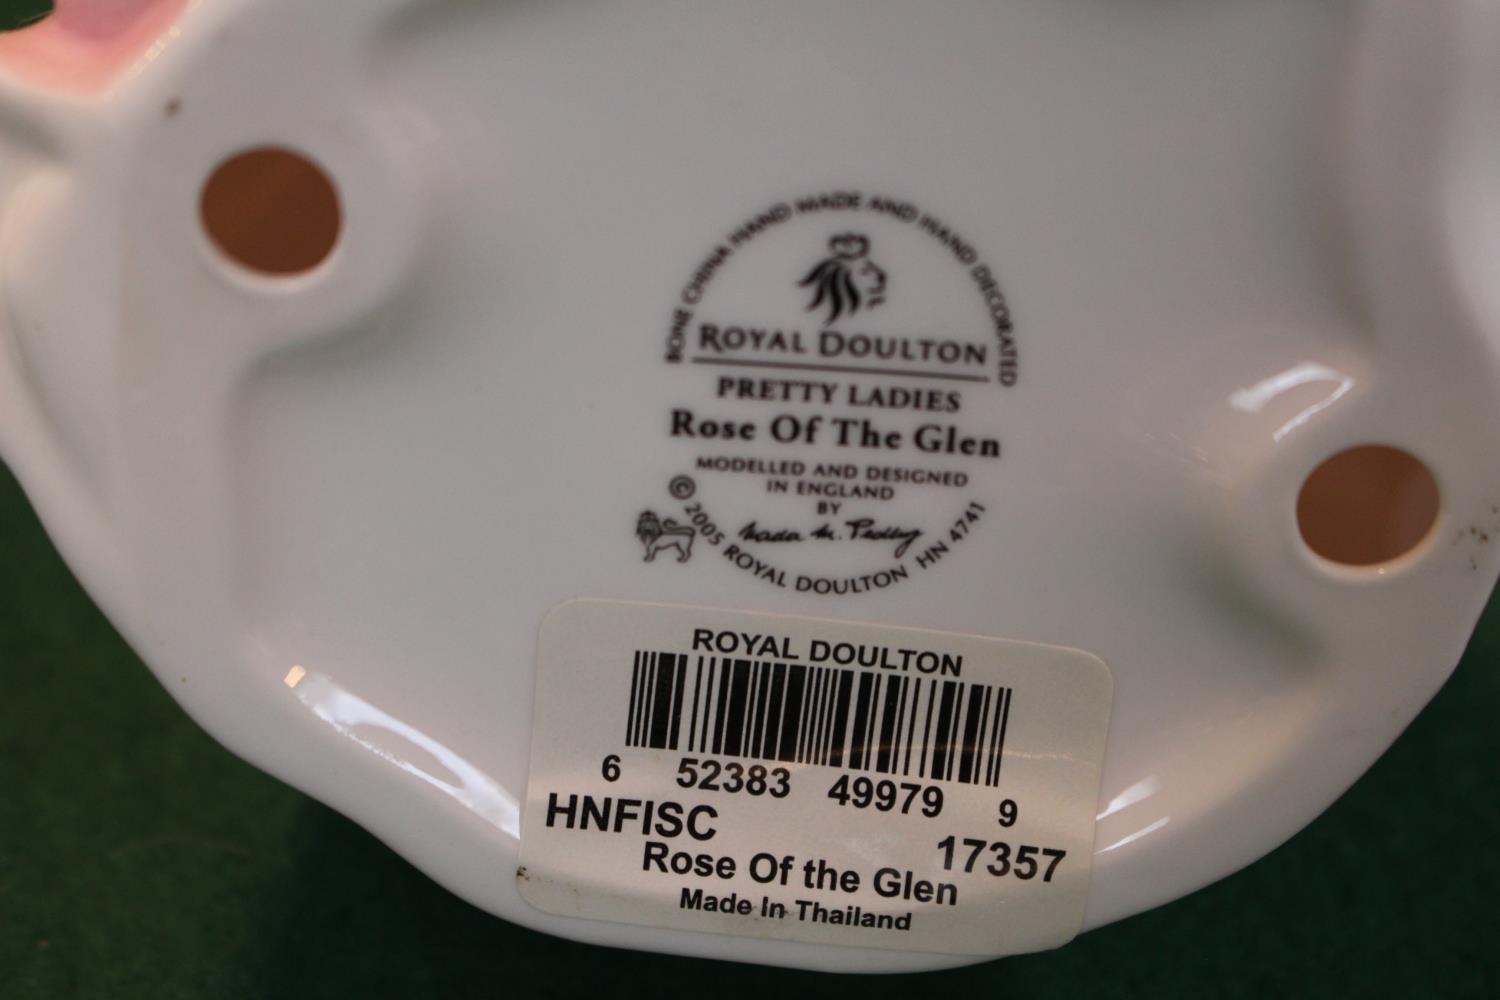 BONE CHINA HAND MADE AND HAND DECORATED
ROYAL DOULTON
PRETTY LADIES
Rose Of The Glen
MODELLED AND DESIGNED
IN ENGLAND
BY
Nada M. Pedley
© 2005 ROYAL DOULTON HN 4741
ROYAL DOULTON
6 52383 49979 9
HNFISC 17357
Rose Of the Glen
Made In Thailand